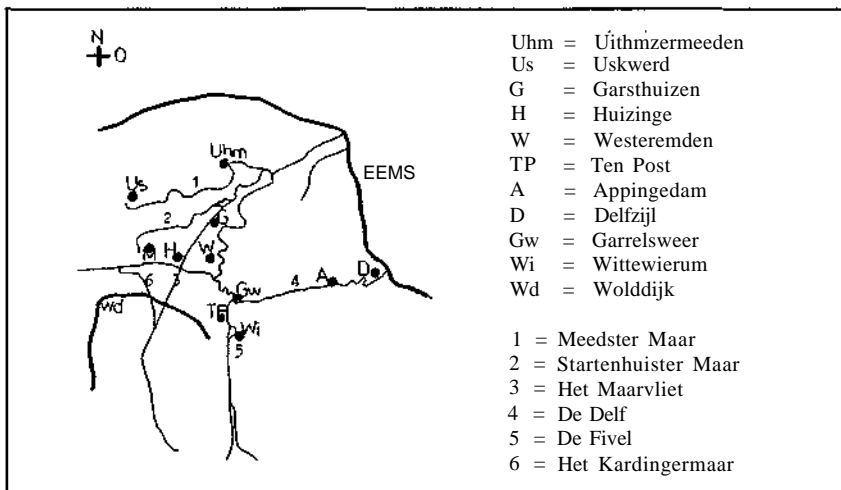 N
O
Uhm
Us
1
EEMS
2
G
M
H
W
6
3
Gw
4
A
D
wd
TP
Wi
5
Uhm = Uithmzermeeden
Us = Uskwerd
G = Garsthuizen
H = Huizinge
W = Westeremden
TP = Ten Post
A = Appingedam
D = Delfzijl
Gw = Garrelsweer
Wi = Wittewierum
Wd = Wolddijk
1 = Meedster Maar
2 = Startenhuister Maar
3 = Het Maarvliet
4 = De Delf
5 = De Fivel
6 = Het Kardingermaar